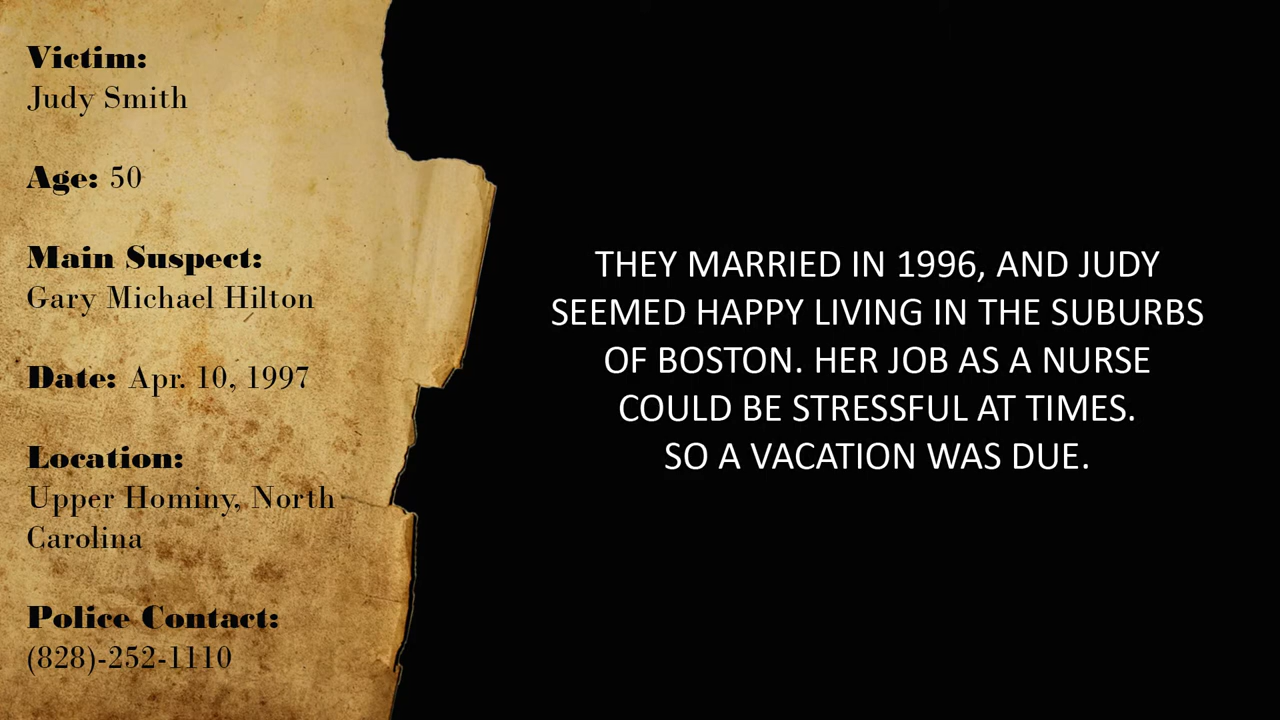 Victim:
Judy Smith
Age: 50
Main Suspect:
Gary Michael Hilton
Date: Apr. 10, 1997
Location:
Upper Hominy, North
Carolina
Police Contact:
(828)-252-1110
THEY MARRIED IN 1996, AND JUDY
SEEMED HAPPY LIVING IN THE SUBURBS
OF BOSTON. HER JOB AS A NURSE
COULD BE STRESSFUL AT TIMES.
SO A VACATION WAS DUE.